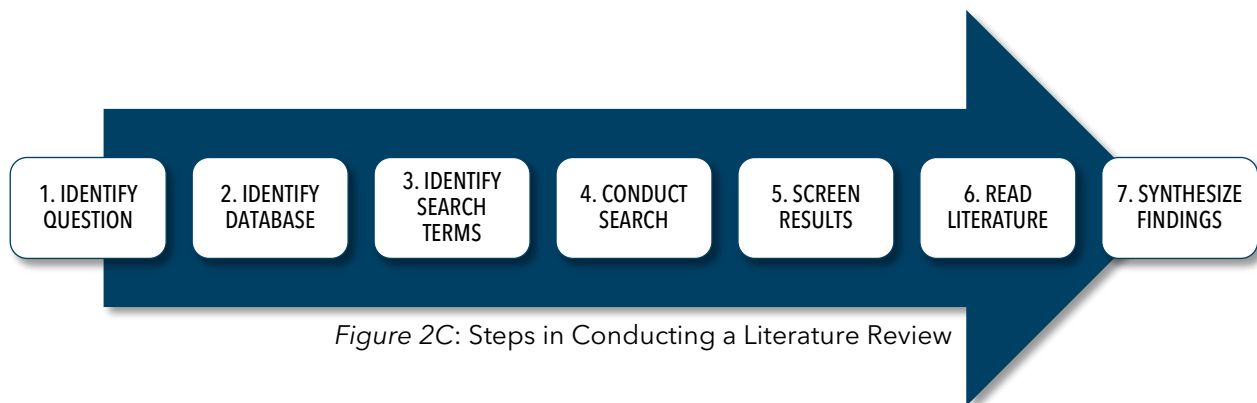 1. IDENTIFY
QUESTION
2. IDENTIFY
DATABASE
3. IDENTIFY
SEARCH
TERMS
4. CONDUCT
SEARCH
5. SCREEN
RESULTS
6. READ
LITERATURE
7. SYNTHESIZE
FINDINGS
Figure 2C: Steps in Conducting a Literature Review